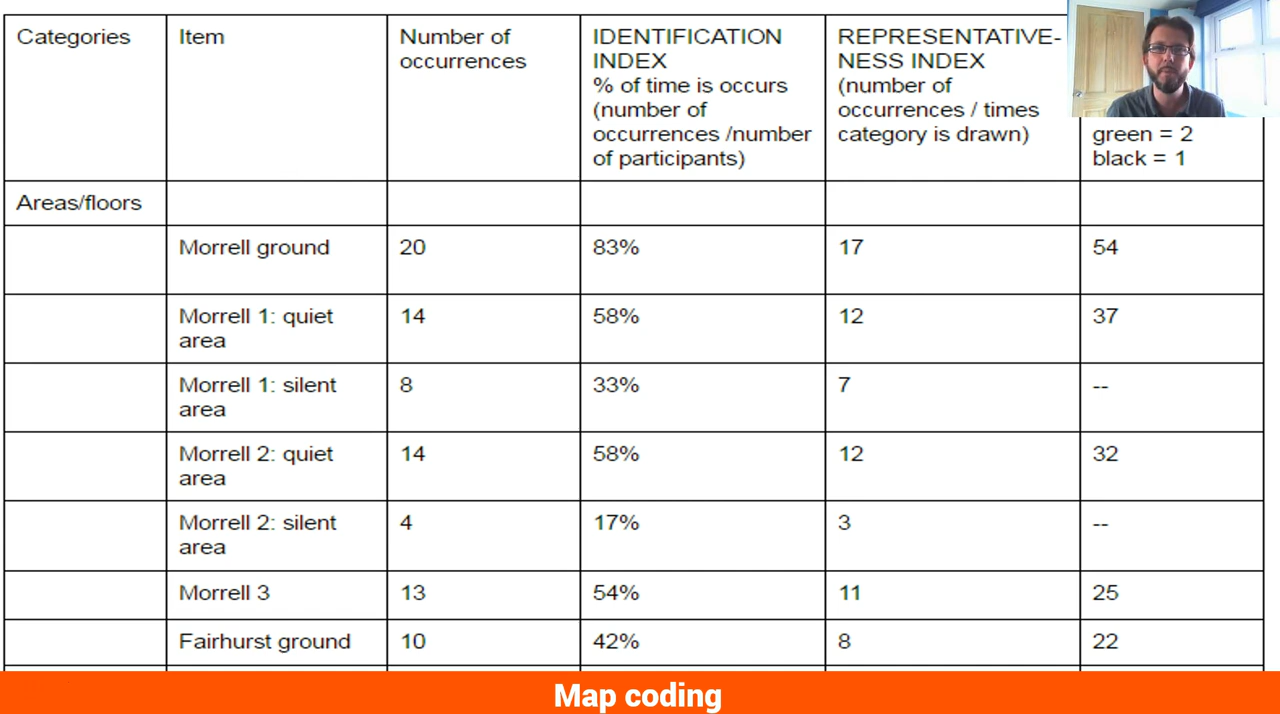 Categories
Item
Number of
occurrences
IDENTIFICATION
INDEX
% of time is occurs
(number of
occurrences /number
of participants)
REPRESENTATIVE-
NESS INDEX
(number of
occurrences / times
category is drawn)
green = 2
black = 1
Areas/floors
Morrell ground
20
83%
17
54
Morrell 1: quiet
area
14
58%
12
37
Morrell 1: silent
area
8
33%
7
--
Morrell 2: quiet
area
14
58%
12
32
Morrell 2: silent
area
4
17%
3
--
Morrell 3
13
54%
11
25
Fairhurst ground
10
42%
8
22
Map coding